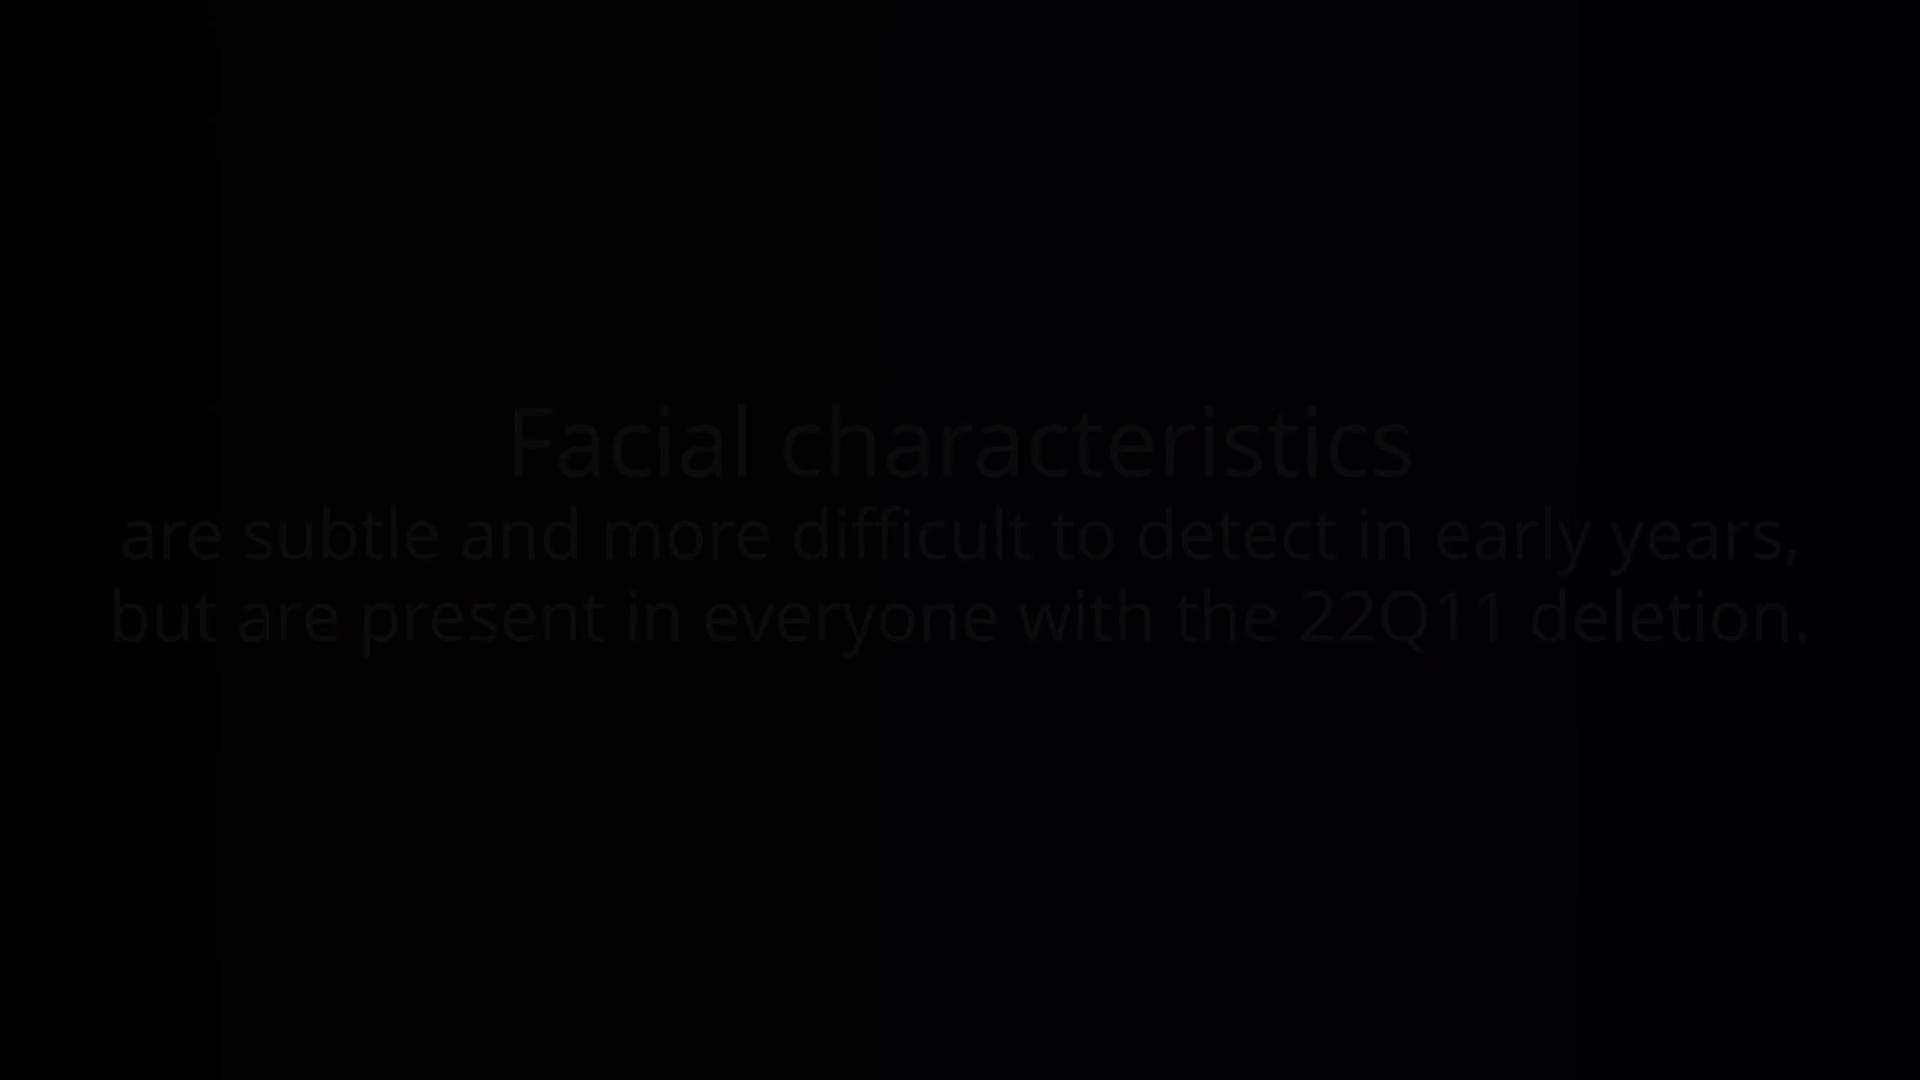 Facial characteristics
are subtle and more difficult to detect in early years,
but are present in everyone with the 22Q11 deletion.